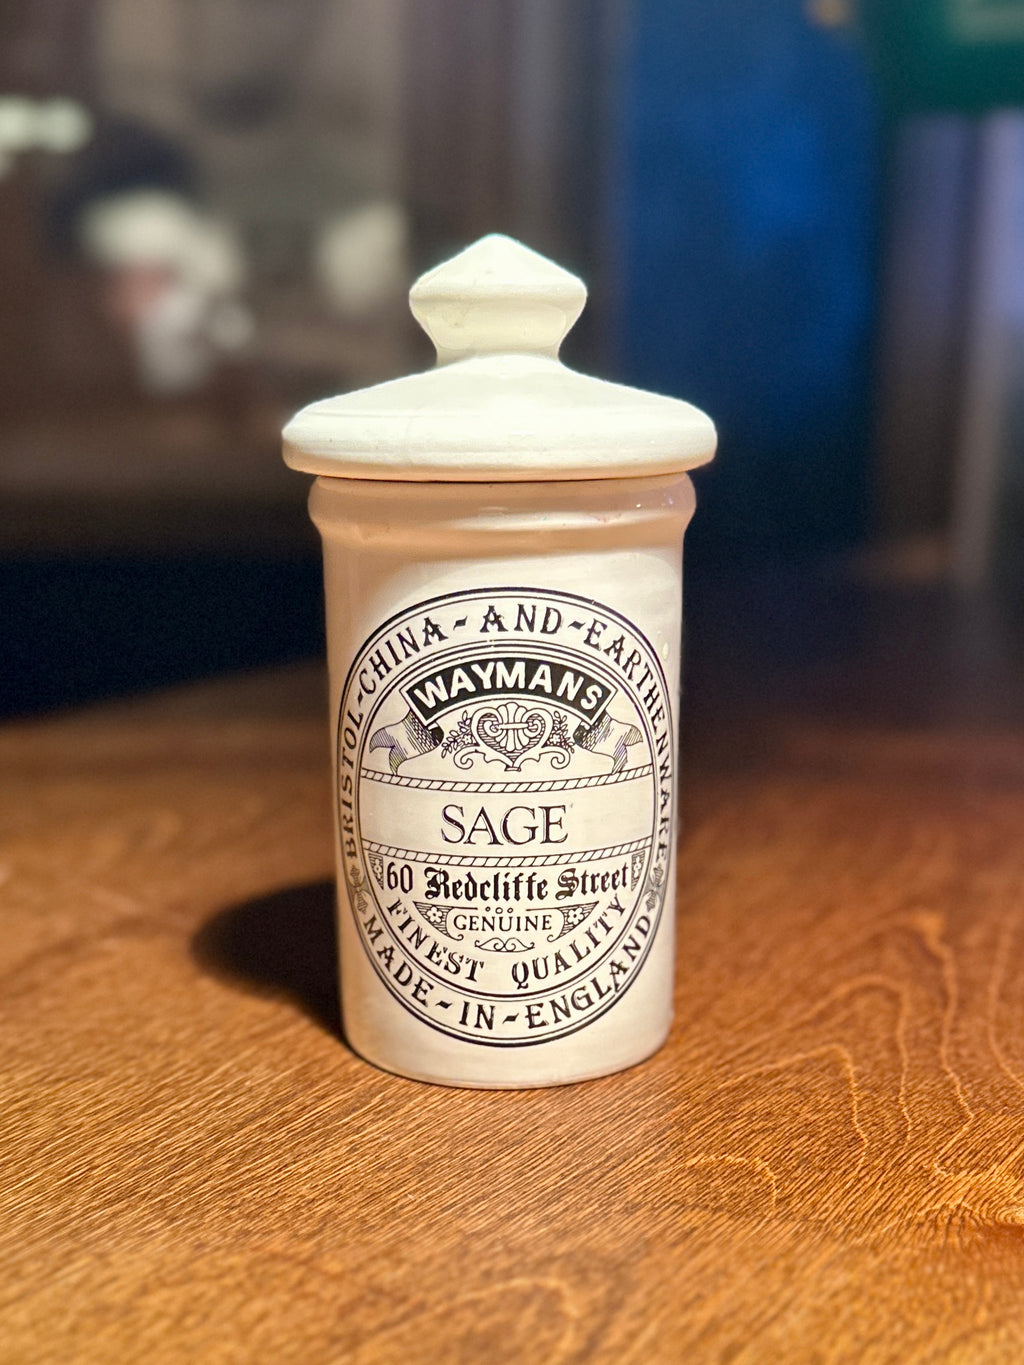 BRISTOL-CHINA-AND-EARTHENWARE
WAYMANS
SAGE
60 Redcliffe Street
GENUINE
FINEST QUALITY
MADE-IN-ENGLAND